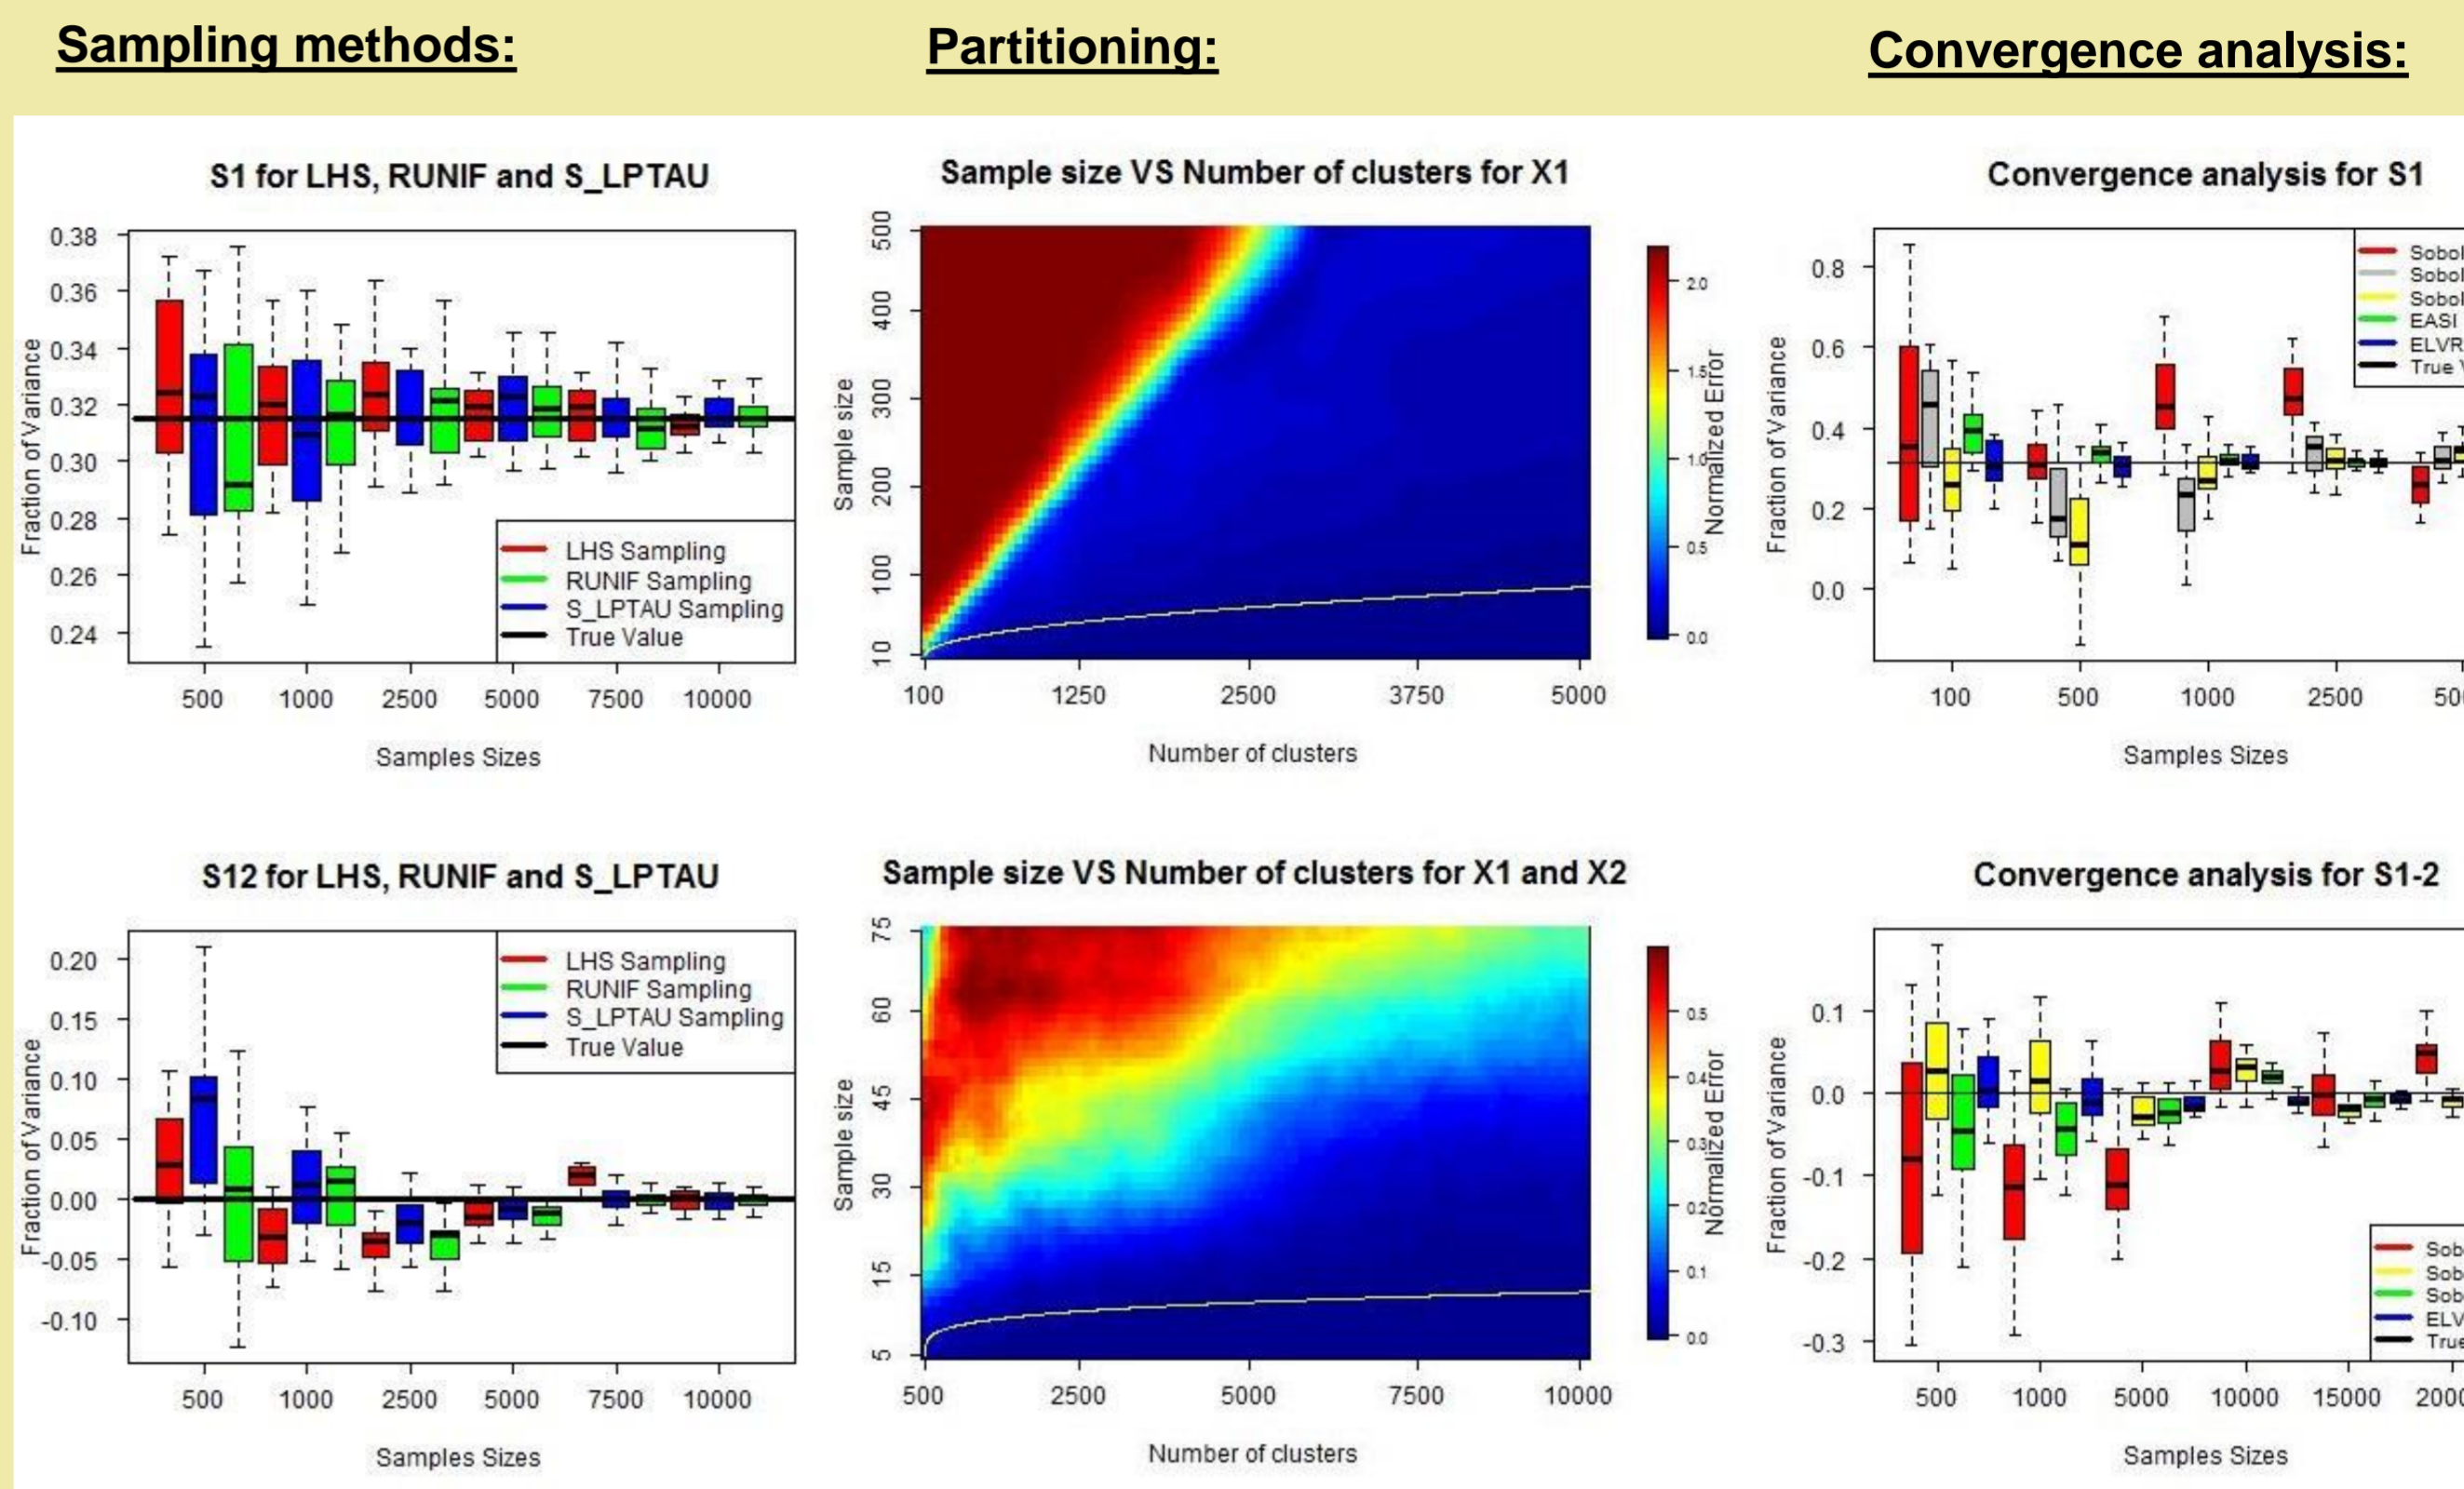 Sampling methods:
Partitioning:
Convergence analysis:
S1 for LHS, RUNIF and S_LPTAU
Fraction of Variance
0.38
0.36
0.34
0.32
0.30
0.28
0.26
0.24
LHS Sampling
RUNIF Sampling
S_LPTAU Sampling
True Value
500 1000 2500 5000 7500 10000
Samples Sizes
Sample size VS Number of clusters for X1
Sample size
500
400
300
200
100
10
100 1250 2500 3750 5000
Number of clusters
2.0
1.5
1.0
0.5
0.0
Normalized Error
Convergence analysis for S1
Fraction of Variance
0.8
0.6
0.4
0.2
0.0
Sobol
Sobol
Sobol
EASI
ELVR
True
100 500 1000 2500
Samples Sizes
S12 for LHS, RUNIF and S_LPTAU
Fraction of Variance
0.20
0.15
0.10
0.05
0.00
-0.05
-0.10
LHS Sampling
RUNIF Sampling
S_LPTAU Sampling
True Value
500 1000 2500 5000 7500 10000
Samples Sizes
Sample size VS Number of clusters for X1 and X2
Sample size
75
60
45
30
15
5
500 2500 5000 7500 10000
Number of clusters
0.5
0.4
0.3
0.2
0.1
0.0
Normalized Error
Convergence analysis for S1-2
Fraction of Variance
0.1
0.0
-0.1
-0.2
-0.3
Sob
Sob
Sob
ELV
True
500 1000 5000 10000 15000
Samples Sizes